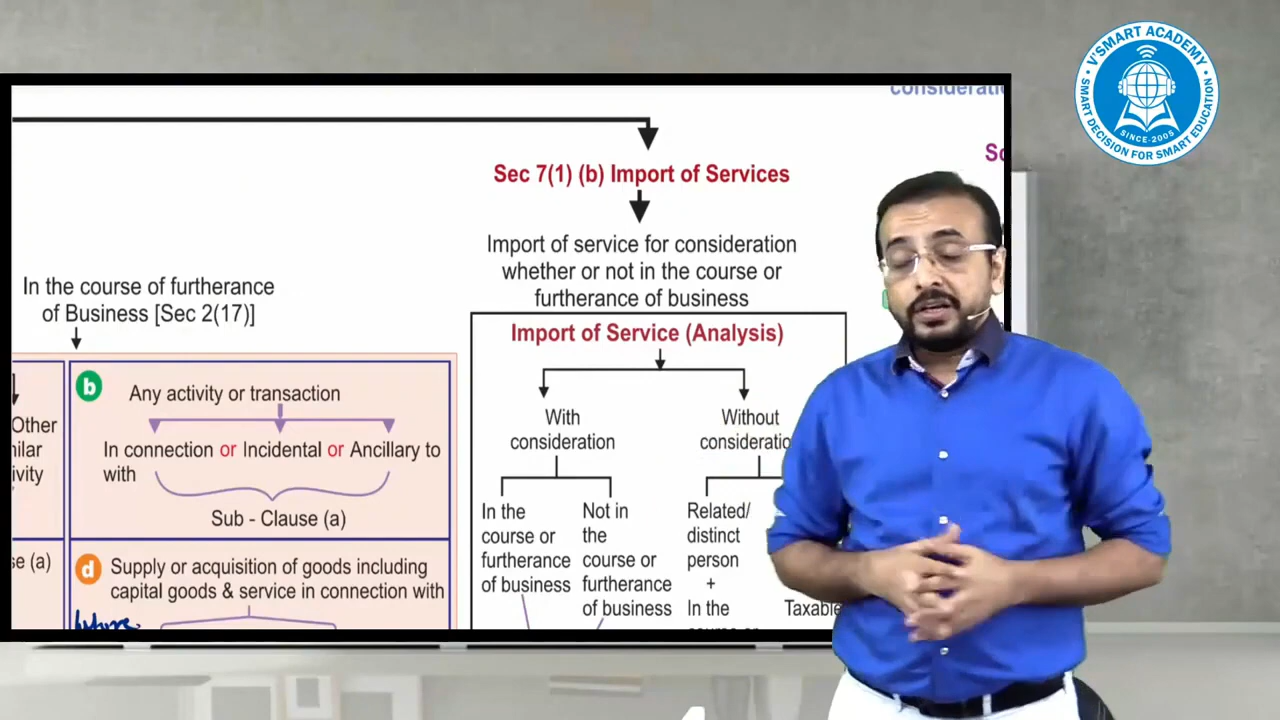 V'SMART ACADEMY
SINCE-2005
SMART DECISION FOR SMART EDUCATION
Sec 7(1) (b) Import of Services
Import of service for consideration
whether or not in the course or
furtherance of business
In the course of furtherance
of Business [Sec 2(17)]
b
Any activity or transaction
In connection or Incidental or Ancillary to
with
Sub - Clause (a)
d
Supply or acquisition of goods including
capital goods & service in connection with
Other
(a)
Import of Service (Analysis)
With
consideration
Without
In the
course or
furtherance
of business
Not in
the
course or
furtherance
of business
Related/
distinct
person
+
In the
Taxable